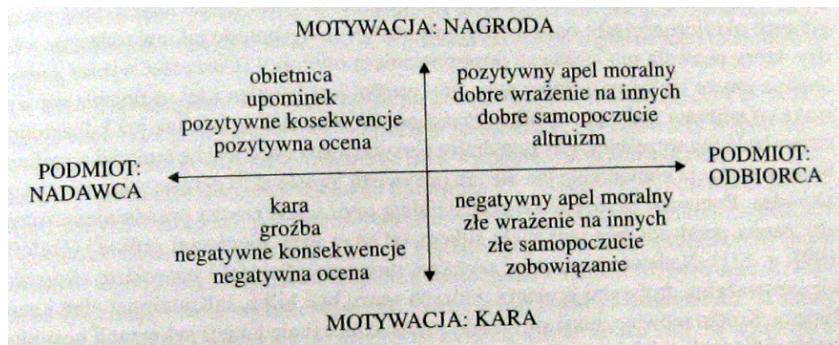 MOTYWACJA: NAGRODA
obietnica
upominek
pozytywne kosekwencje
pozytywna ocena
pozytywny apel moralny
dobre wrażenie na innych
dobre samopoczucie
altruizm
PODMIOT:
NADAWCA
PODMIOT:
ODBIORCA
kara
groźba
negatywne konsekwencje
negatywna ocena
negatywny apel moralny
złe wrażenie na innych
złe samopoczucie
zobowiązanie
MOTYWACJA: KARA